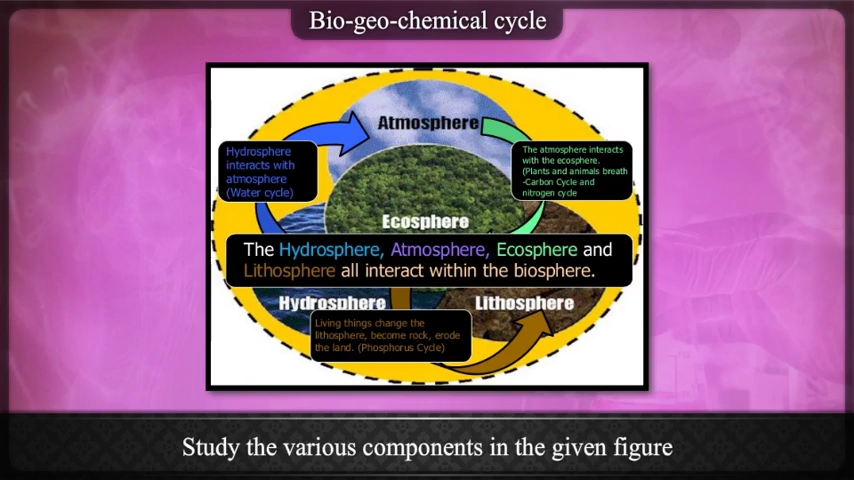 Bio-geo-chemical cycle
Atmosphere
Hydrosphere
interacts with
atmosphere
(Water cycle)
The atmosphere interacts
with the ecosphere.
(Plants and animals breath
-Carbon Cycle and
nitrogen cycle
Ecosphere
The Hydrosphere, Atmosphere, Ecosphere and
Lithosphere all interact within the biosphere.
Hydrosphere
Lithosphere
Living things change the
lithosphere, become rock, erode
the land. (Phosphorus Cycle)
Study the various components in the given figure